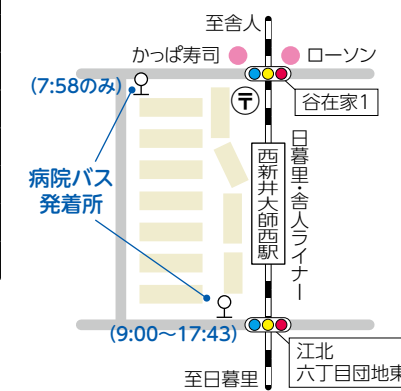 至舎人
かっぱ寿司
ローソン
(7:58のみ)
〒
谷在家1
日暮里・舎人ライナー
西新井大師西駅
病院バス
発着所
(9:00～17:43)
江北
六丁目団地東
至日暮里